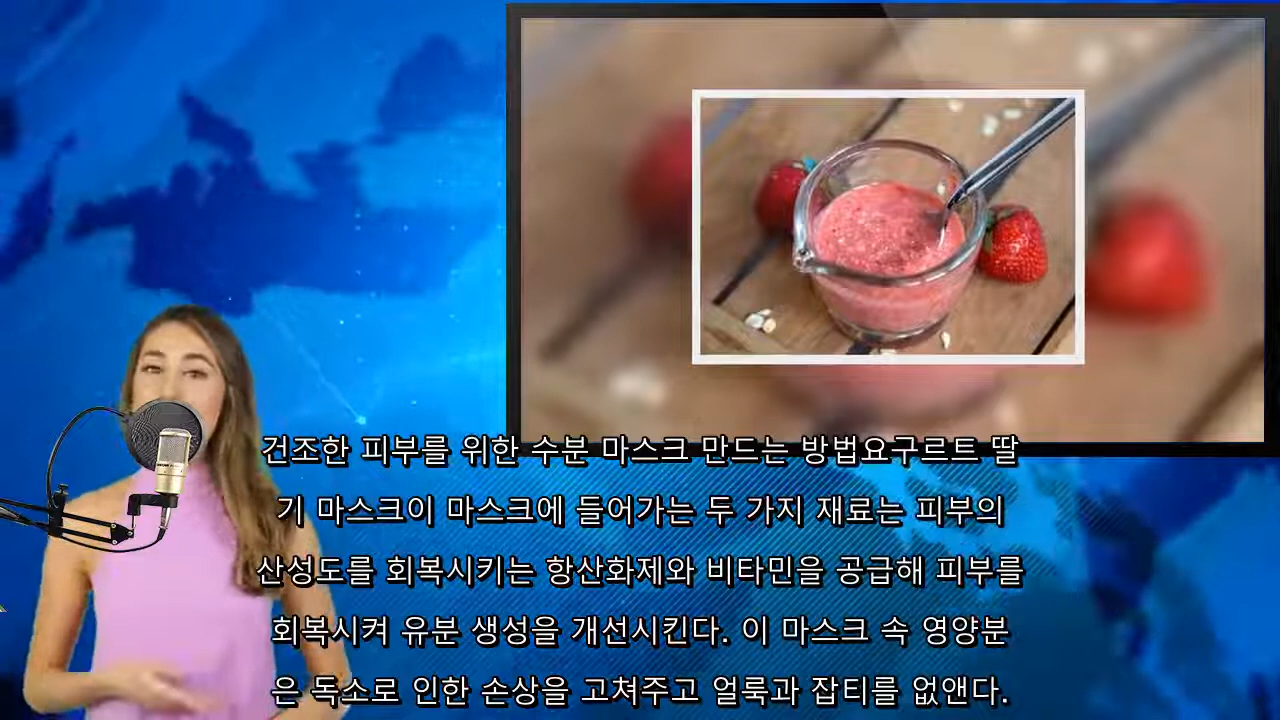 건조한 피부를 위한 수분 마스크 만드는 방법요구르트 딸
기 마스크이 마스크에 들어가는 두 가지 재료는 피부의
산성도를 회복시키는 항산화제와 비타민을 공급해 피부를
회복시켜 유분 생성을 개선시킨다. 이 마스크 속 영양분
은 독소로 인한 손상을 고쳐주고 얼룩과 잡티를 없앤다.